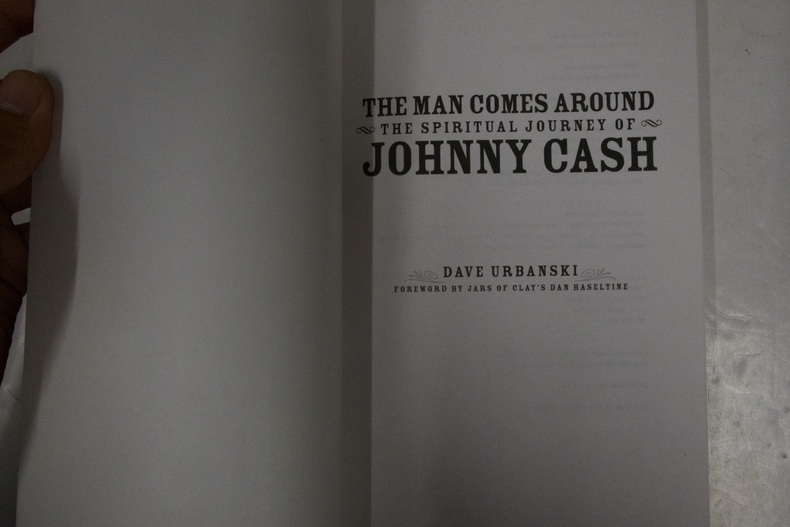 THE MAN COMES AROUND
THE SPIRITUAL JOURNEY OF
JOHNNY CASH
DAVE URBANSKI
FOREWORD BY JARS OF CLAY'S DAN HASELTINE